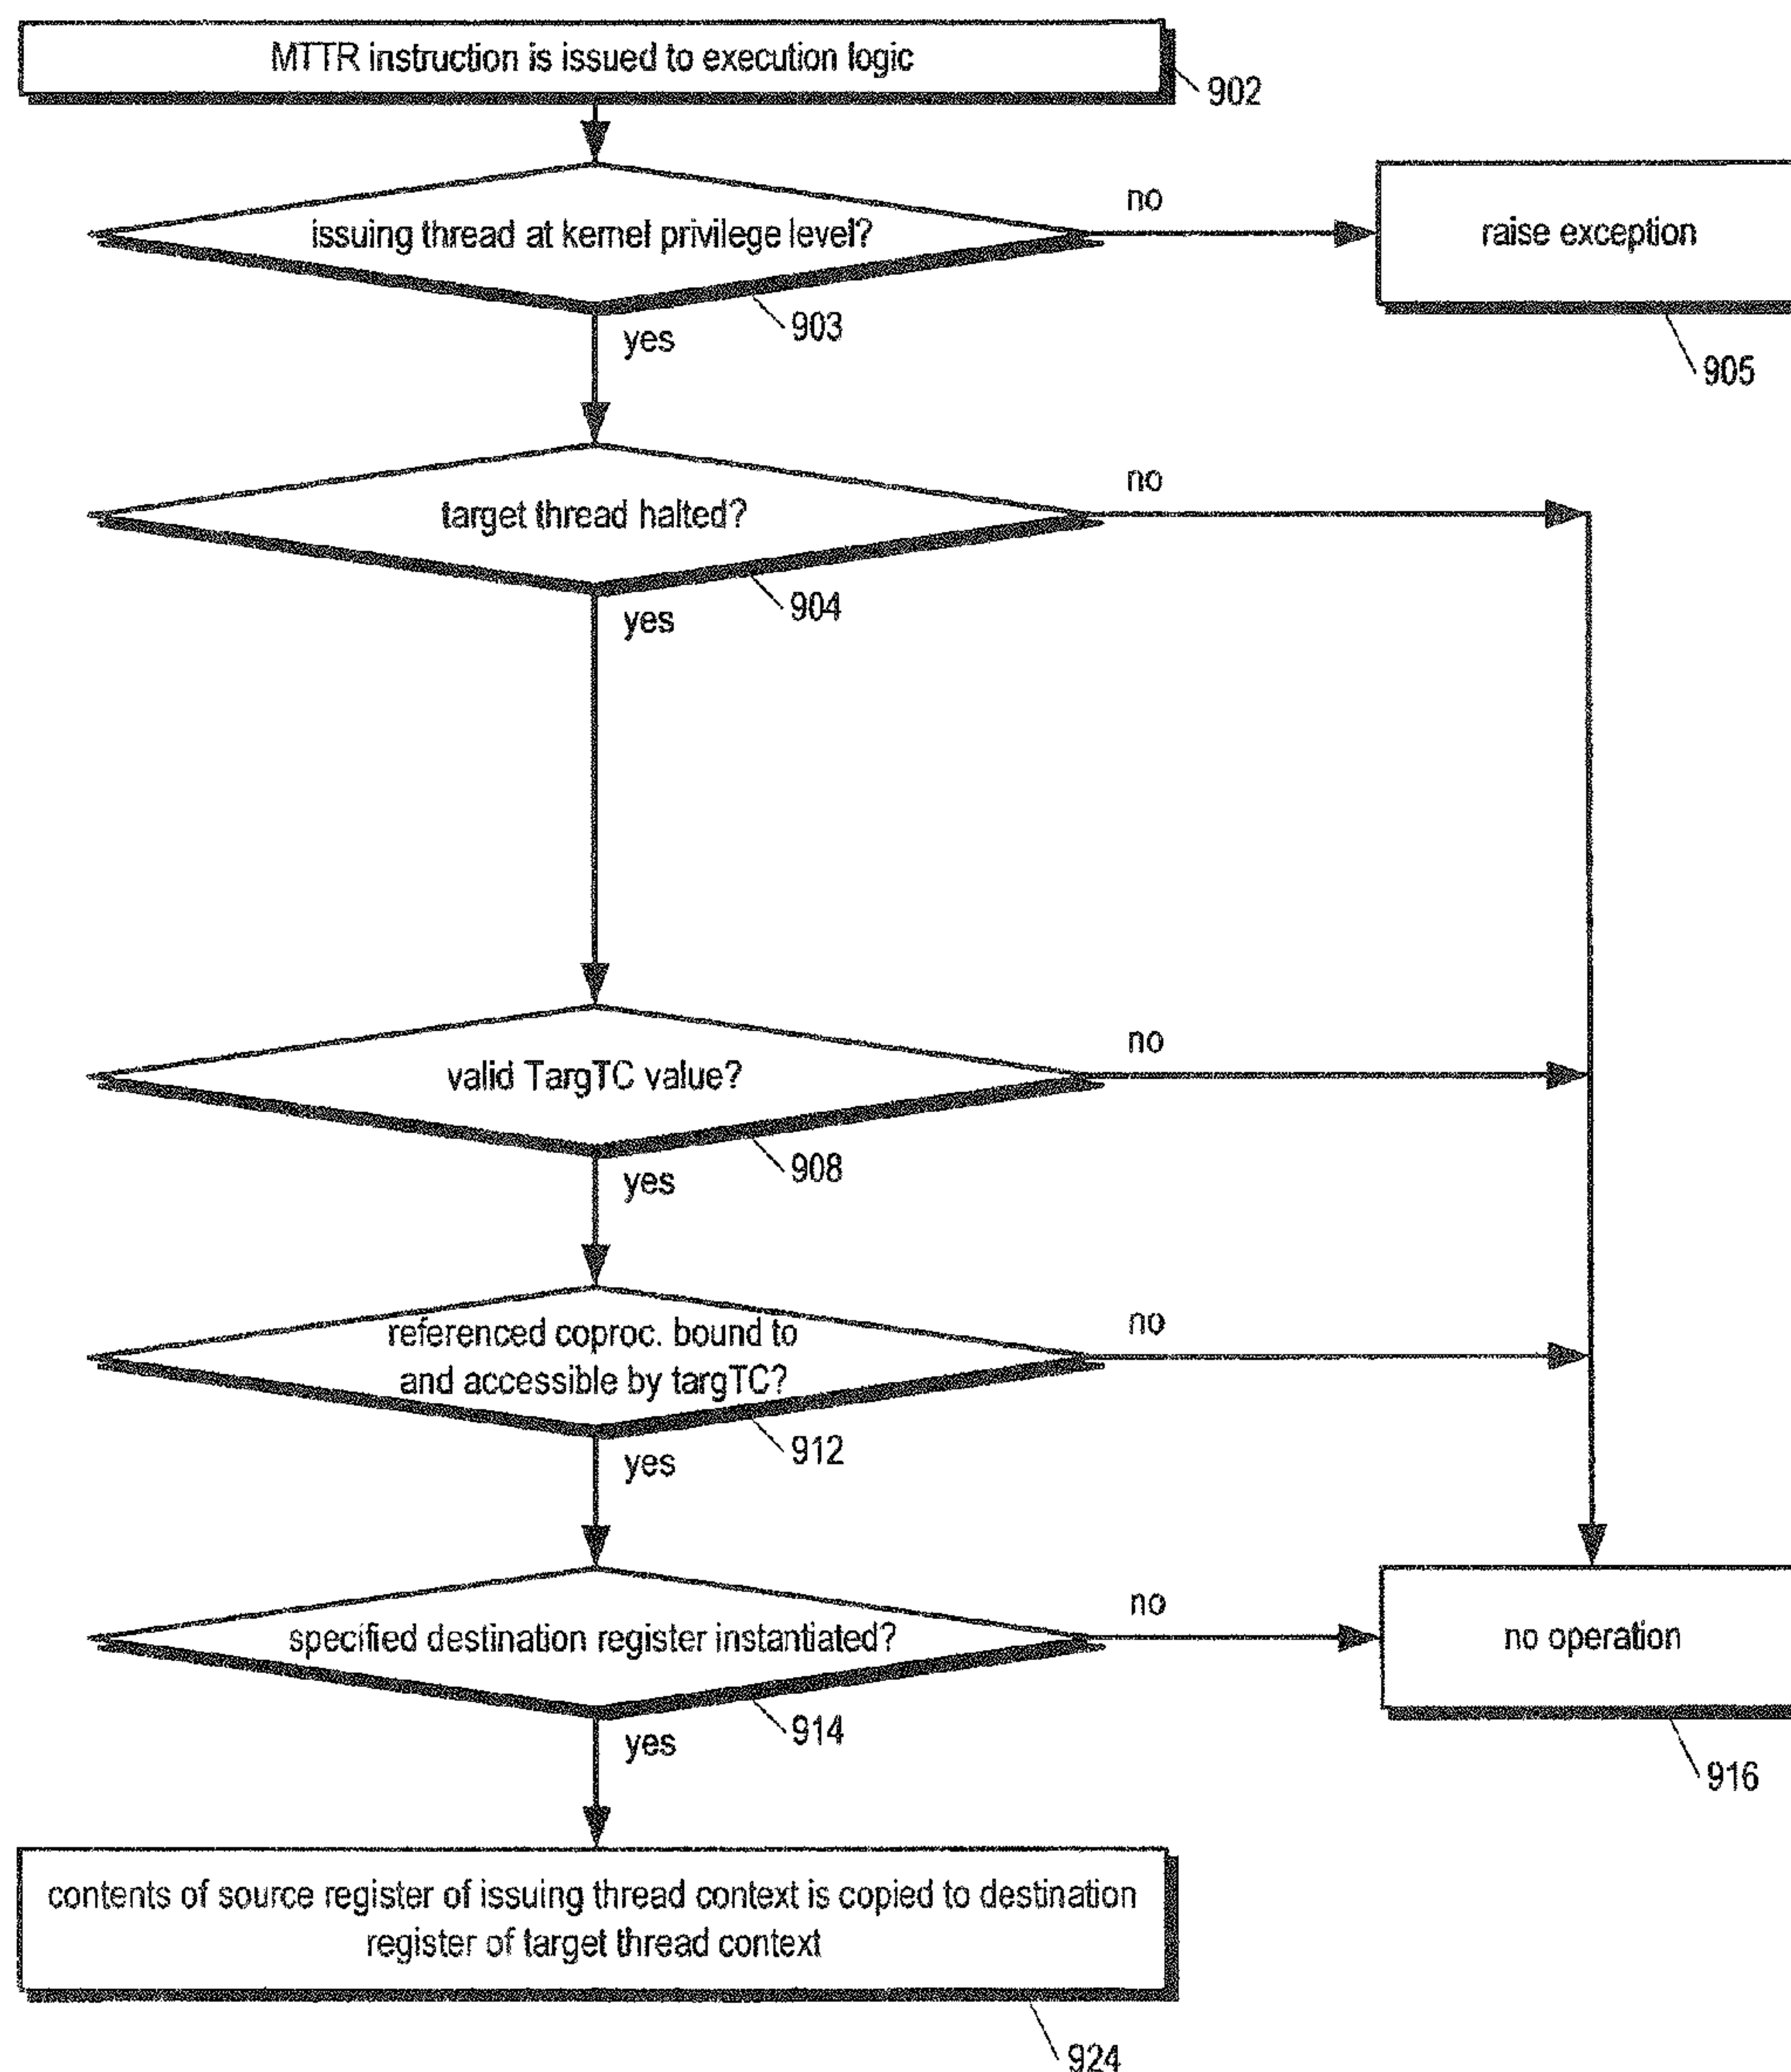 MTTR instruction is issued to execution logic
902
issuing thread at kernel privilege level?
no
raise exception
903
yes
905
target thread halted?
no
904
yes
valid TargTC value?
no
908
yes
referenced coproc. bound to
and accessible by targTC?
no
912
yes
specified destination register instantiated?
no
no operation
914
yes
916
contents of source register of issuing thread context is copied to destination
register of target thread context
924